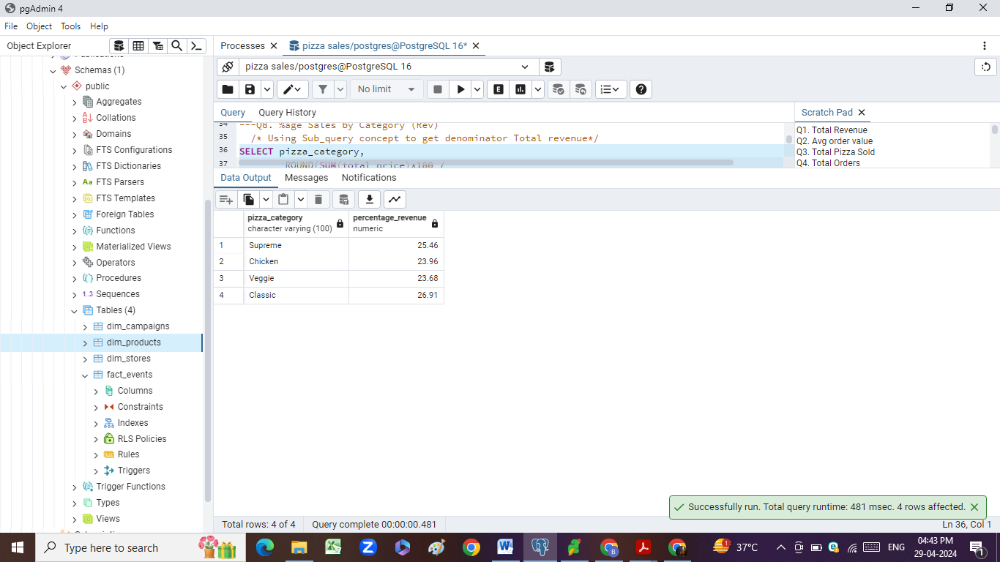 pgAdmin 4
File Object Tools Help
Object Explorer
Processes
pizza sales/postgres@PostgreSQL 16*
pizza sales/postgres@PostgreSQL 16
No limit
E
Query Query History
Scratch Pad
34 ---Q8. %age Sales by Category (Rev)
35 /* Using Sub_query concept to get denominator Total revenue*/
36 SELECT pizza_category,
37 ROUND(SUM(total_price)*100 /
Q1. Total Revenue
Q2. Avg order value
Q3. Total Pizza Sold
Q4. Total Orders
Data Output Messages Notifications
pizza_category
character varying (100)
percentage_revenue
numeric
1 Supreme 25.46
2 Chicken 23.96
3 Veggie 23.68
4 Classic 26.91
Publications
Schemas (1)
public
Aggregates
Collations
Domains
FTS Configurations
FTS Dictionaries
Aa FTS Parsers
FTS Templates
Foreign Tables
Functions
Materialized Views
Operators
Procedures
1..3 Sequences
Tables (4)
dim_campaigns
dim_products
dim_stores
fact_events
Columns
Constraints
Indexes
RLS Policies
Rules
Triggers
Trigger Functions
Types
Views
Successfully run. Total query runtime: 481 msec. 4 rows affected.
Total rows: 4 of 4
Query complete 00:00:00.481
Ln 36, Col 1
Type here to search
37°C
ENG
04:43 PM
29-04-2024